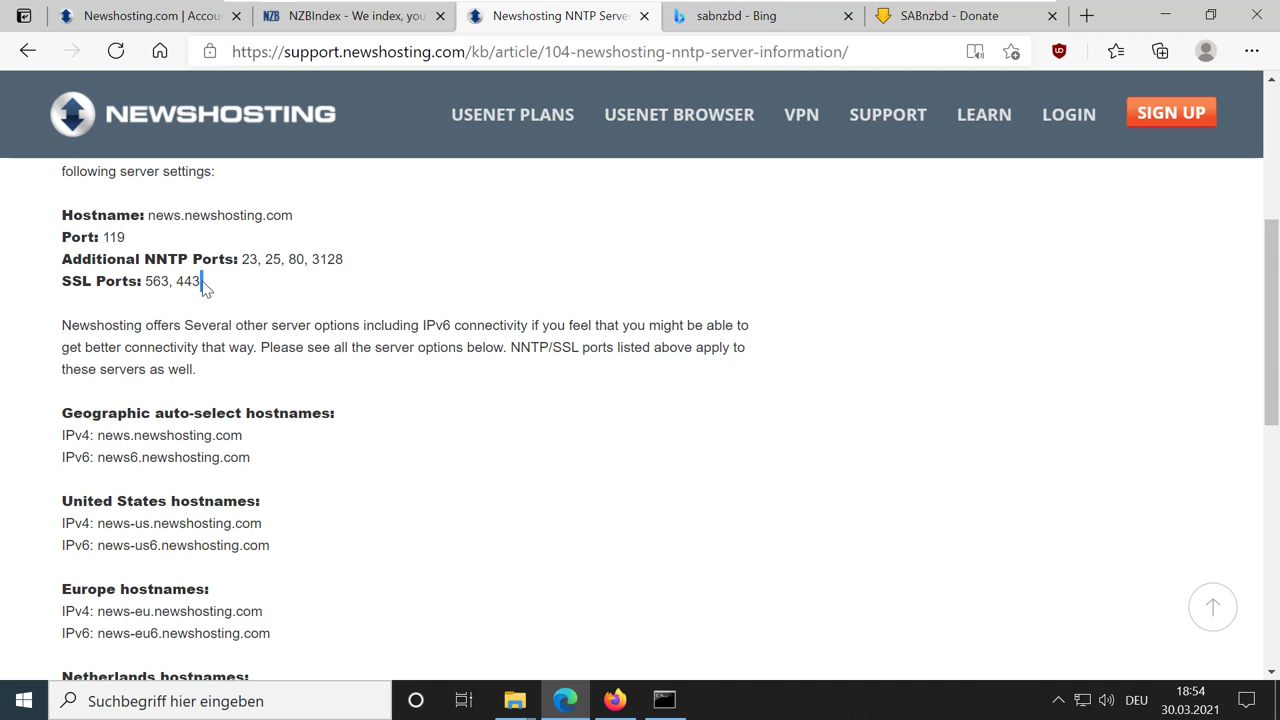 Newshosting.com | Accou
NZBIndex - We index, you
Newshosting NNTP Serve
sabnzbd - Bing
SABnzbd - Donate
https://support.newshosting.com/kb/article/104-newshosting-nntp-server-information/
NEWSHOSTING
USENET PLANS
USENET BROWSER
VPN
SUPPORT
LEARN
LOGIN
SIGN UP
following server settings:
Hostname: news.newshosting.com
Port: 119
Additional NNTP Ports: 23, 25, 80, 3128
SSL Ports: 563, 443
Newshosting offers Several other server options including IPv6 connectivity if you feel that you might be able to
get better connectivity that way. Please see all the server options below. NNTP/SSL ports listed above apply to
these servers as well.
Geographic auto-select hostnames:
IPv4: news.newshosting.com
IPv6: news6.newshosting.com
United States hostnames:
IPv4: news-us.newshosting.com
IPv6: news-us6.newshosting.com
Europe hostnames:
IPv4: news-eu.newshosting.com
IPv6: news-eu6.newshosting.com
Netherlands hostnames:
Suchbegriff hier eingeben
DEU
18:54
30.03.2021